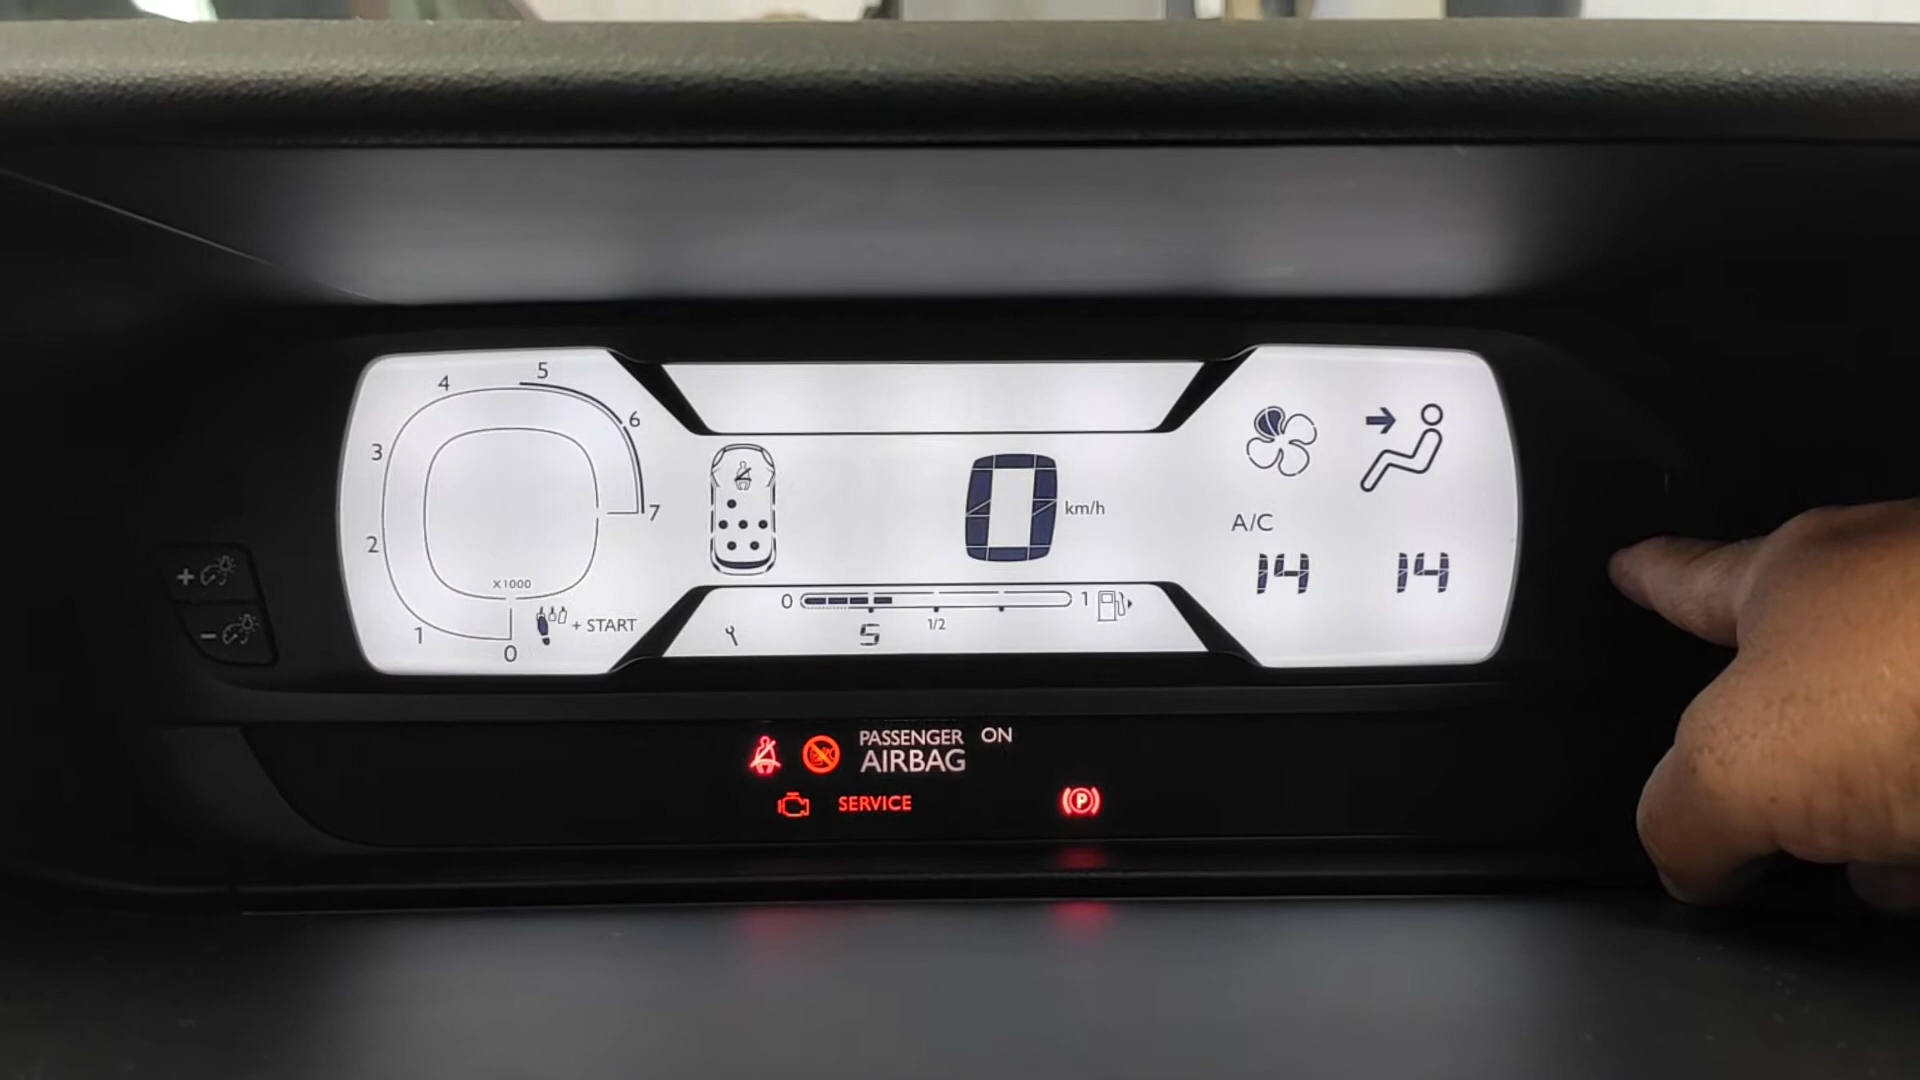 5
4
6
3
7
2
X1000
1
0
+ START
0 km/h
A/C
14 14
0 1/2 1
5
+
-
PASSENGER ON
AIRBAG
SERVICE
P